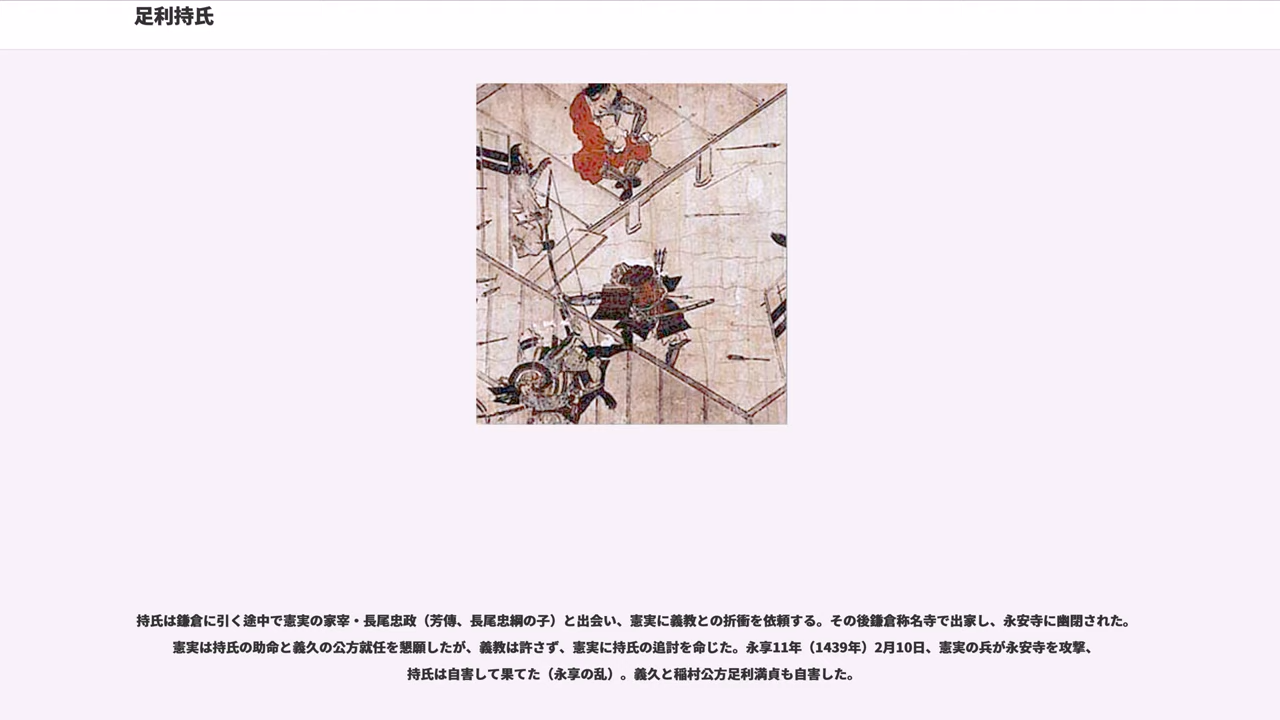 足利持氏
持氏は鎌倉に引く途中で憲実の家宰・長尾忠政（芳傳、長尾忠綱の子）と出会い、憲実に義教との折衝を依頼する。その後鎌倉称名寺で出家し、永安寺に幽閉された。
憲実は持氏の助命と義久の公方就任を懇願したが、義教は許さず、憲実に持氏の追討を命じた。永享11年（1439年）2月10日、憲実の兵が永安寺を攻撃、
持氏は自害して果てた（永享の乱）。義久と稲村公方足利満貞も自害した。